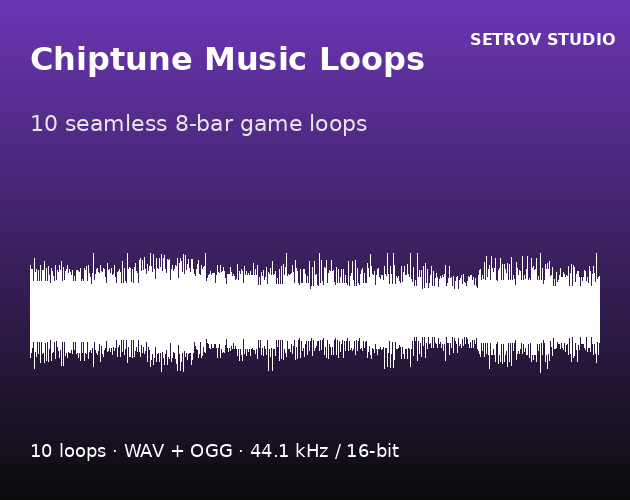 SETROV STUDIO
Chiptune Music Loops
10 seamless 8-bar game loops
10 loops · WAV + OGG · 44.1 kHz / 16-bit